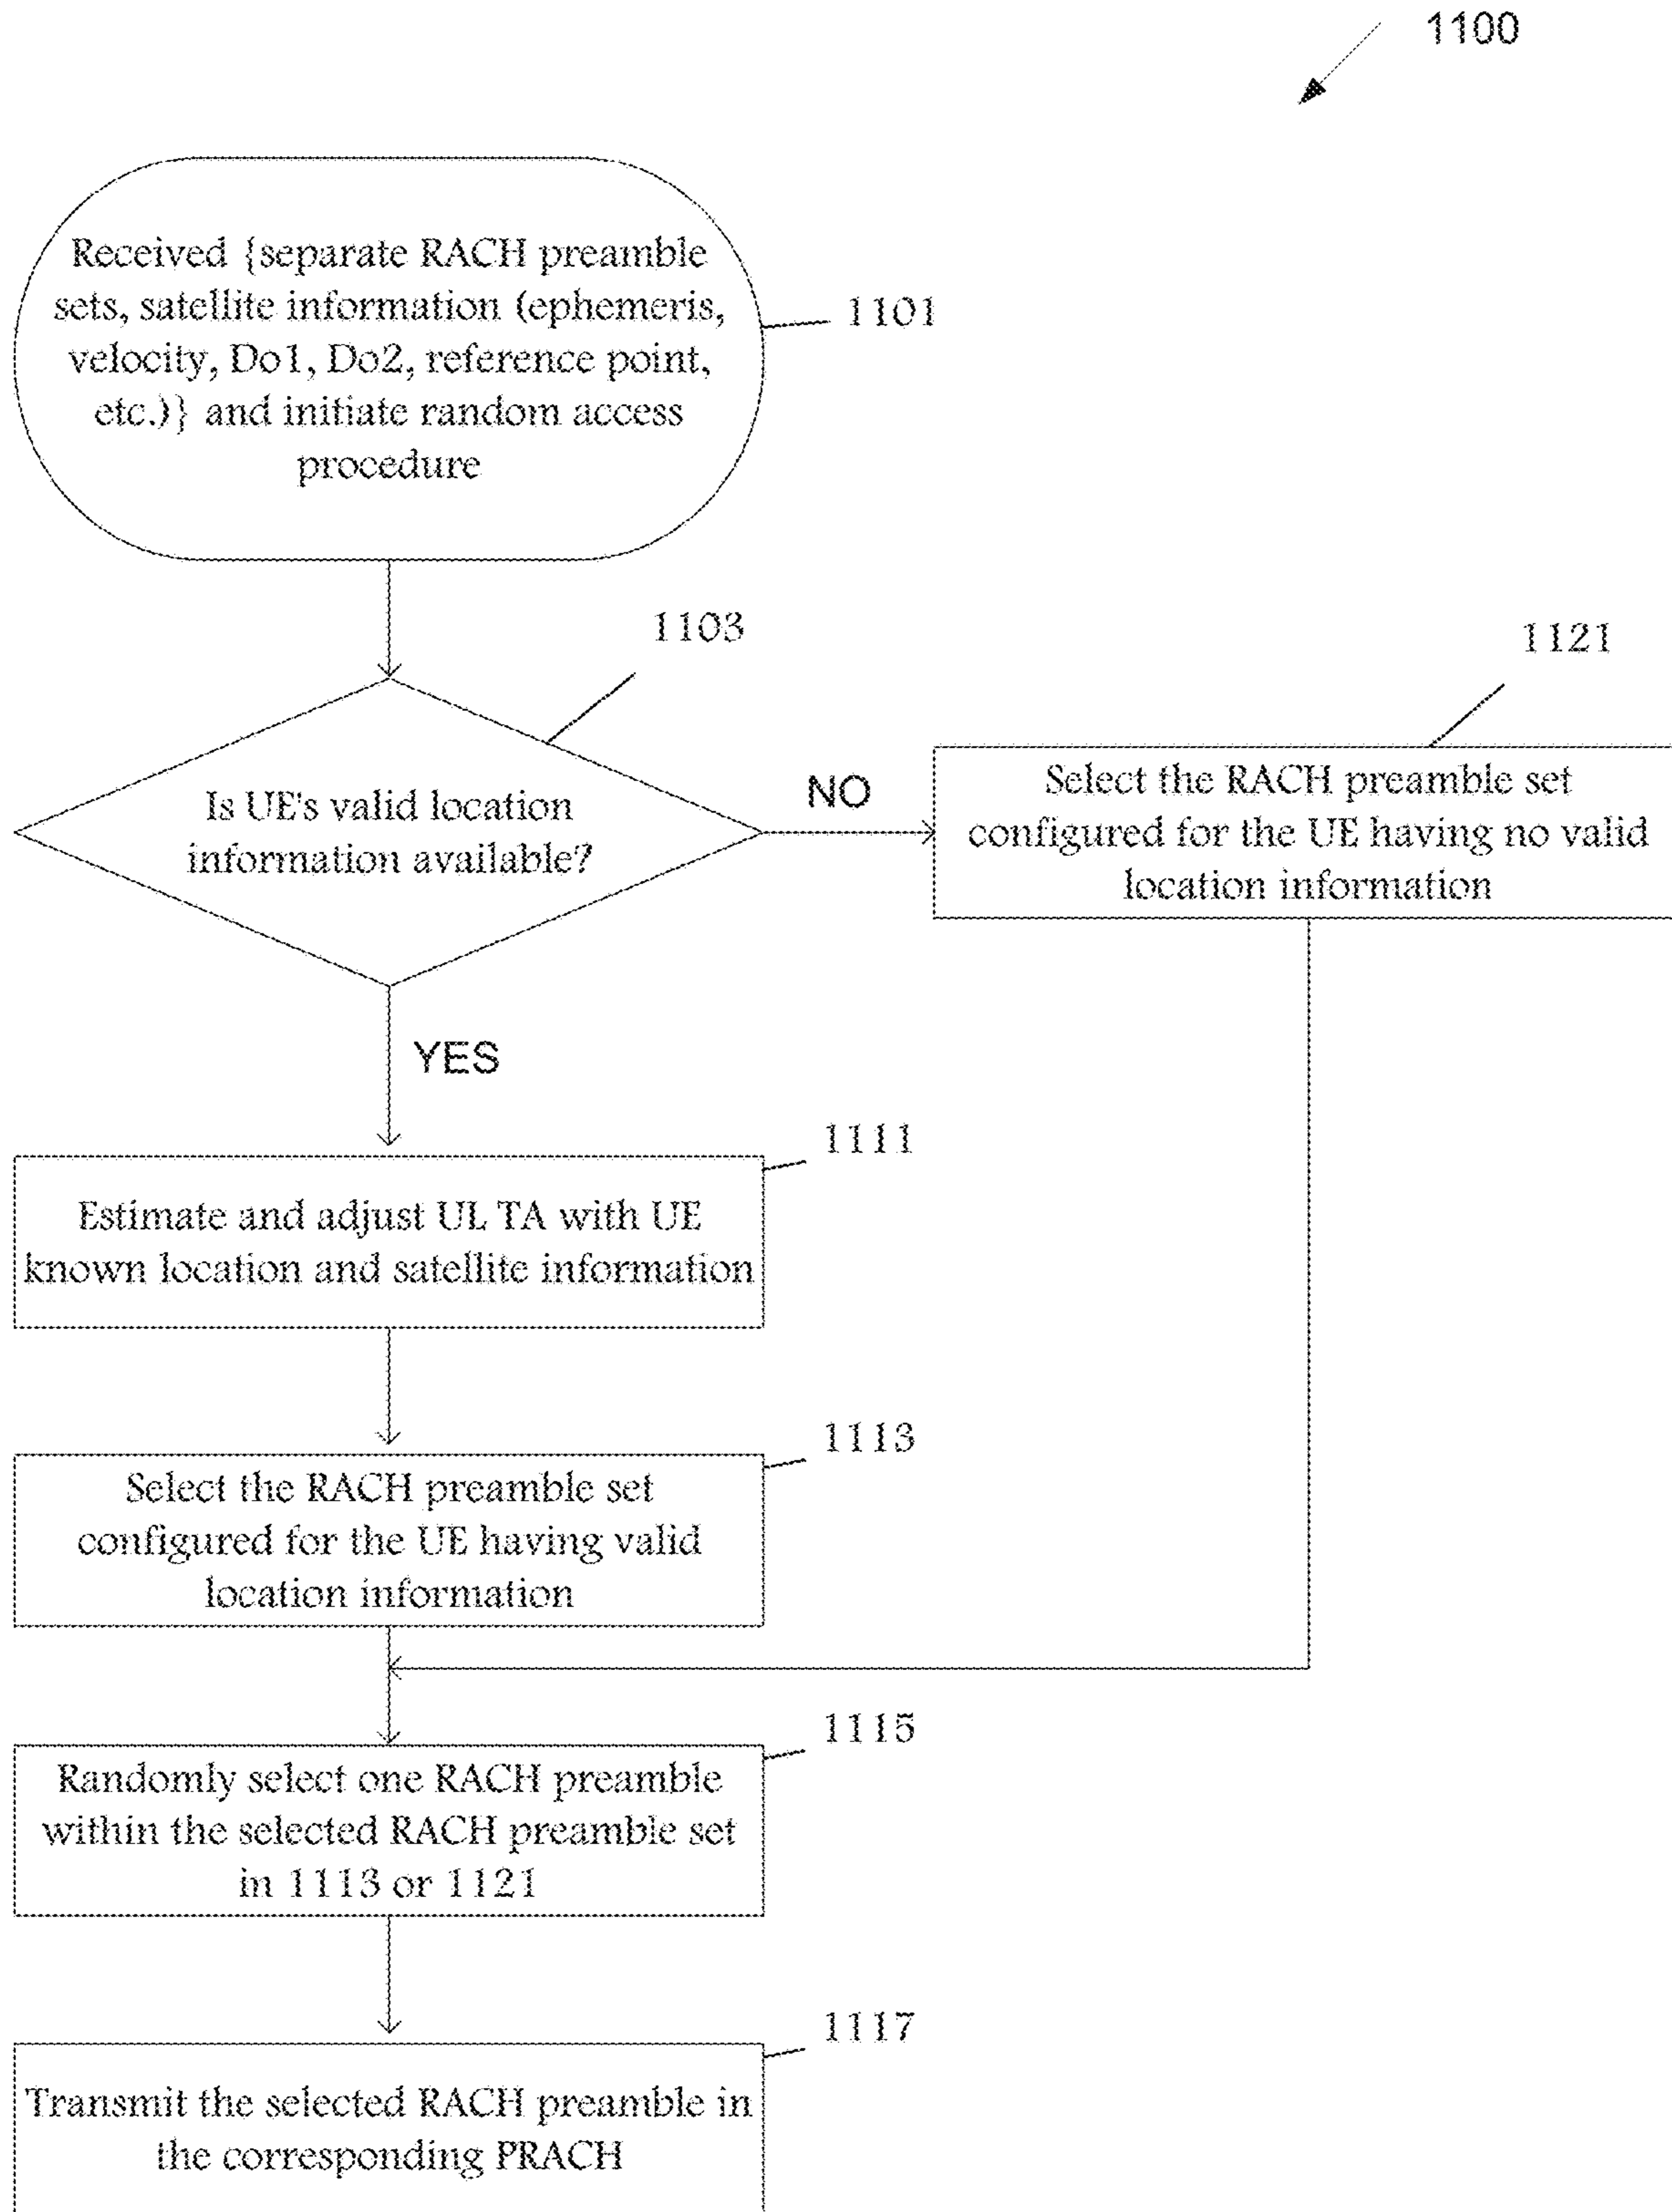 1100
Received {separate RACH preamble
sets, satellite information (ephemeris,
velocity, Do1, Do2, reference point,
etc.)} and initiate random access
procedure
1101
1103
Is UE's valid location
information available?
NO
1121
Select the RACH preamble set
configured for the UE having no valid
location information
YES
1111
Estimate and adjust UL TA with UE
known location and satellite information
1113
Select the RACH preamble set
configured for the UE having valid
location information
1115
Randomly select one RACH preamble
within the selected RACH preamble set
in 1113 or 1121
1117
Transmit the selected RACH preamble in
the corresponding PRACH